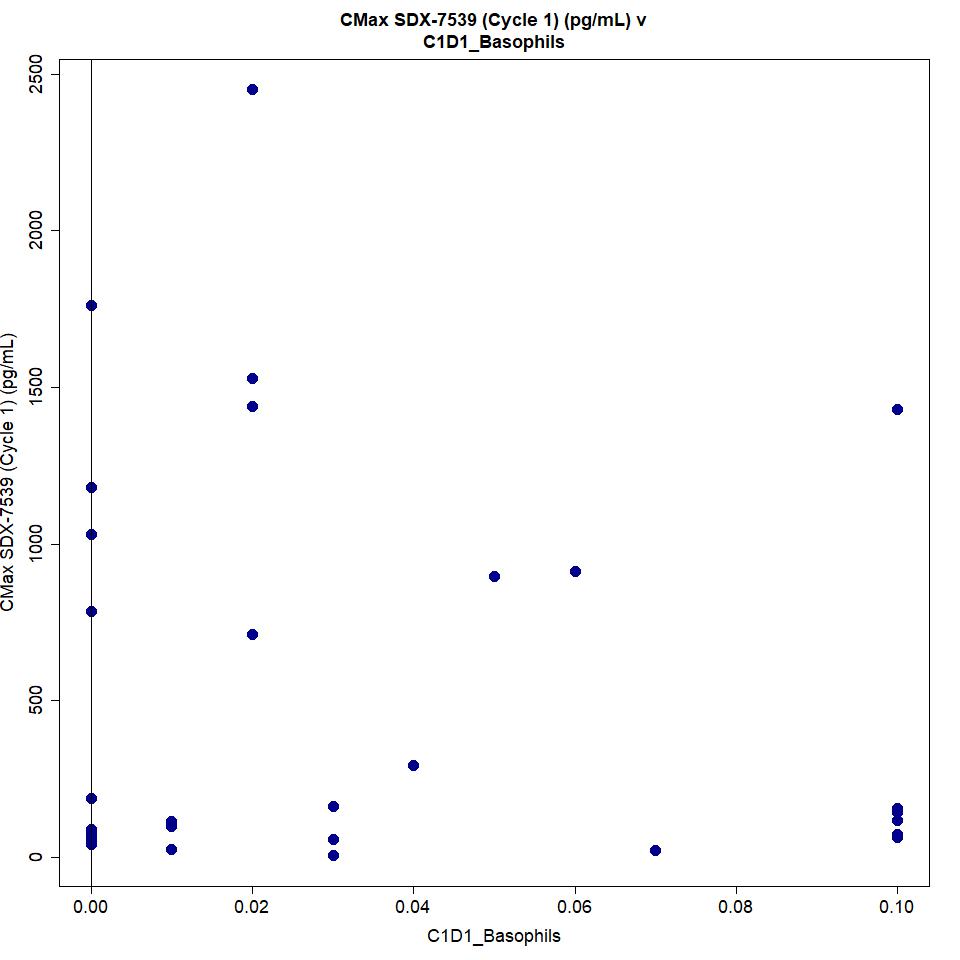 CMax SDX-7539 (Cycle 1) (pg/mL) v
C1D1_Basophils
2500
2000
1500
1000
500
0
CMax SDX-7539 (Cycle 1) (pg/mL)
0.00 0.02 0.04 0.06 0.08 0.10
C1D1_Basophils